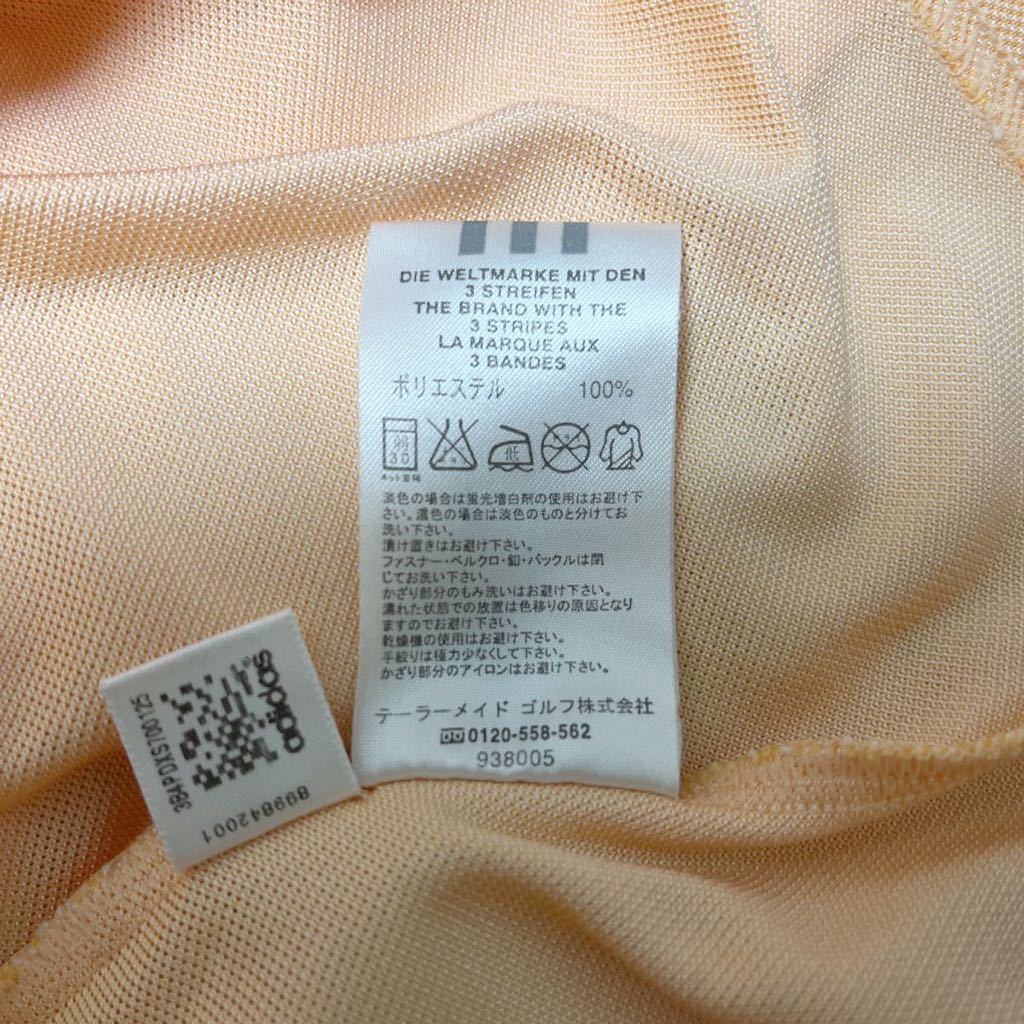 DIE WELTMARKE MIT DEN
3 STREIFEN
THE BRAND WITH THE
3 STRIPES
LA MARQUE AUX
3 BANDES
ポリエステル 100%
弱
30
ネット使用
低
淡色の場合は蛍光増白剤の使用はお避け下
さい。濃色の場合は淡色のものと分けてお
洗い下さい。
漬け置きはお避け下さい。
ファスナー・ベルクロ・釦・バックルは閉
じてお洗い下さい。
かざり部分のもみ洗いはお避け下さい。
濡れた状態での放置は色移りの原因となり
ますのでお避け下さい。
乾燥機の使用はお避け下さい。
手絞りは極力少なくして下さい。
かざり部分のアイロンはお避け下さい。
テーラーメイド ゴルフ株式会社
0120-558-562
938005
adidas
3BAPDXS700125
899842001